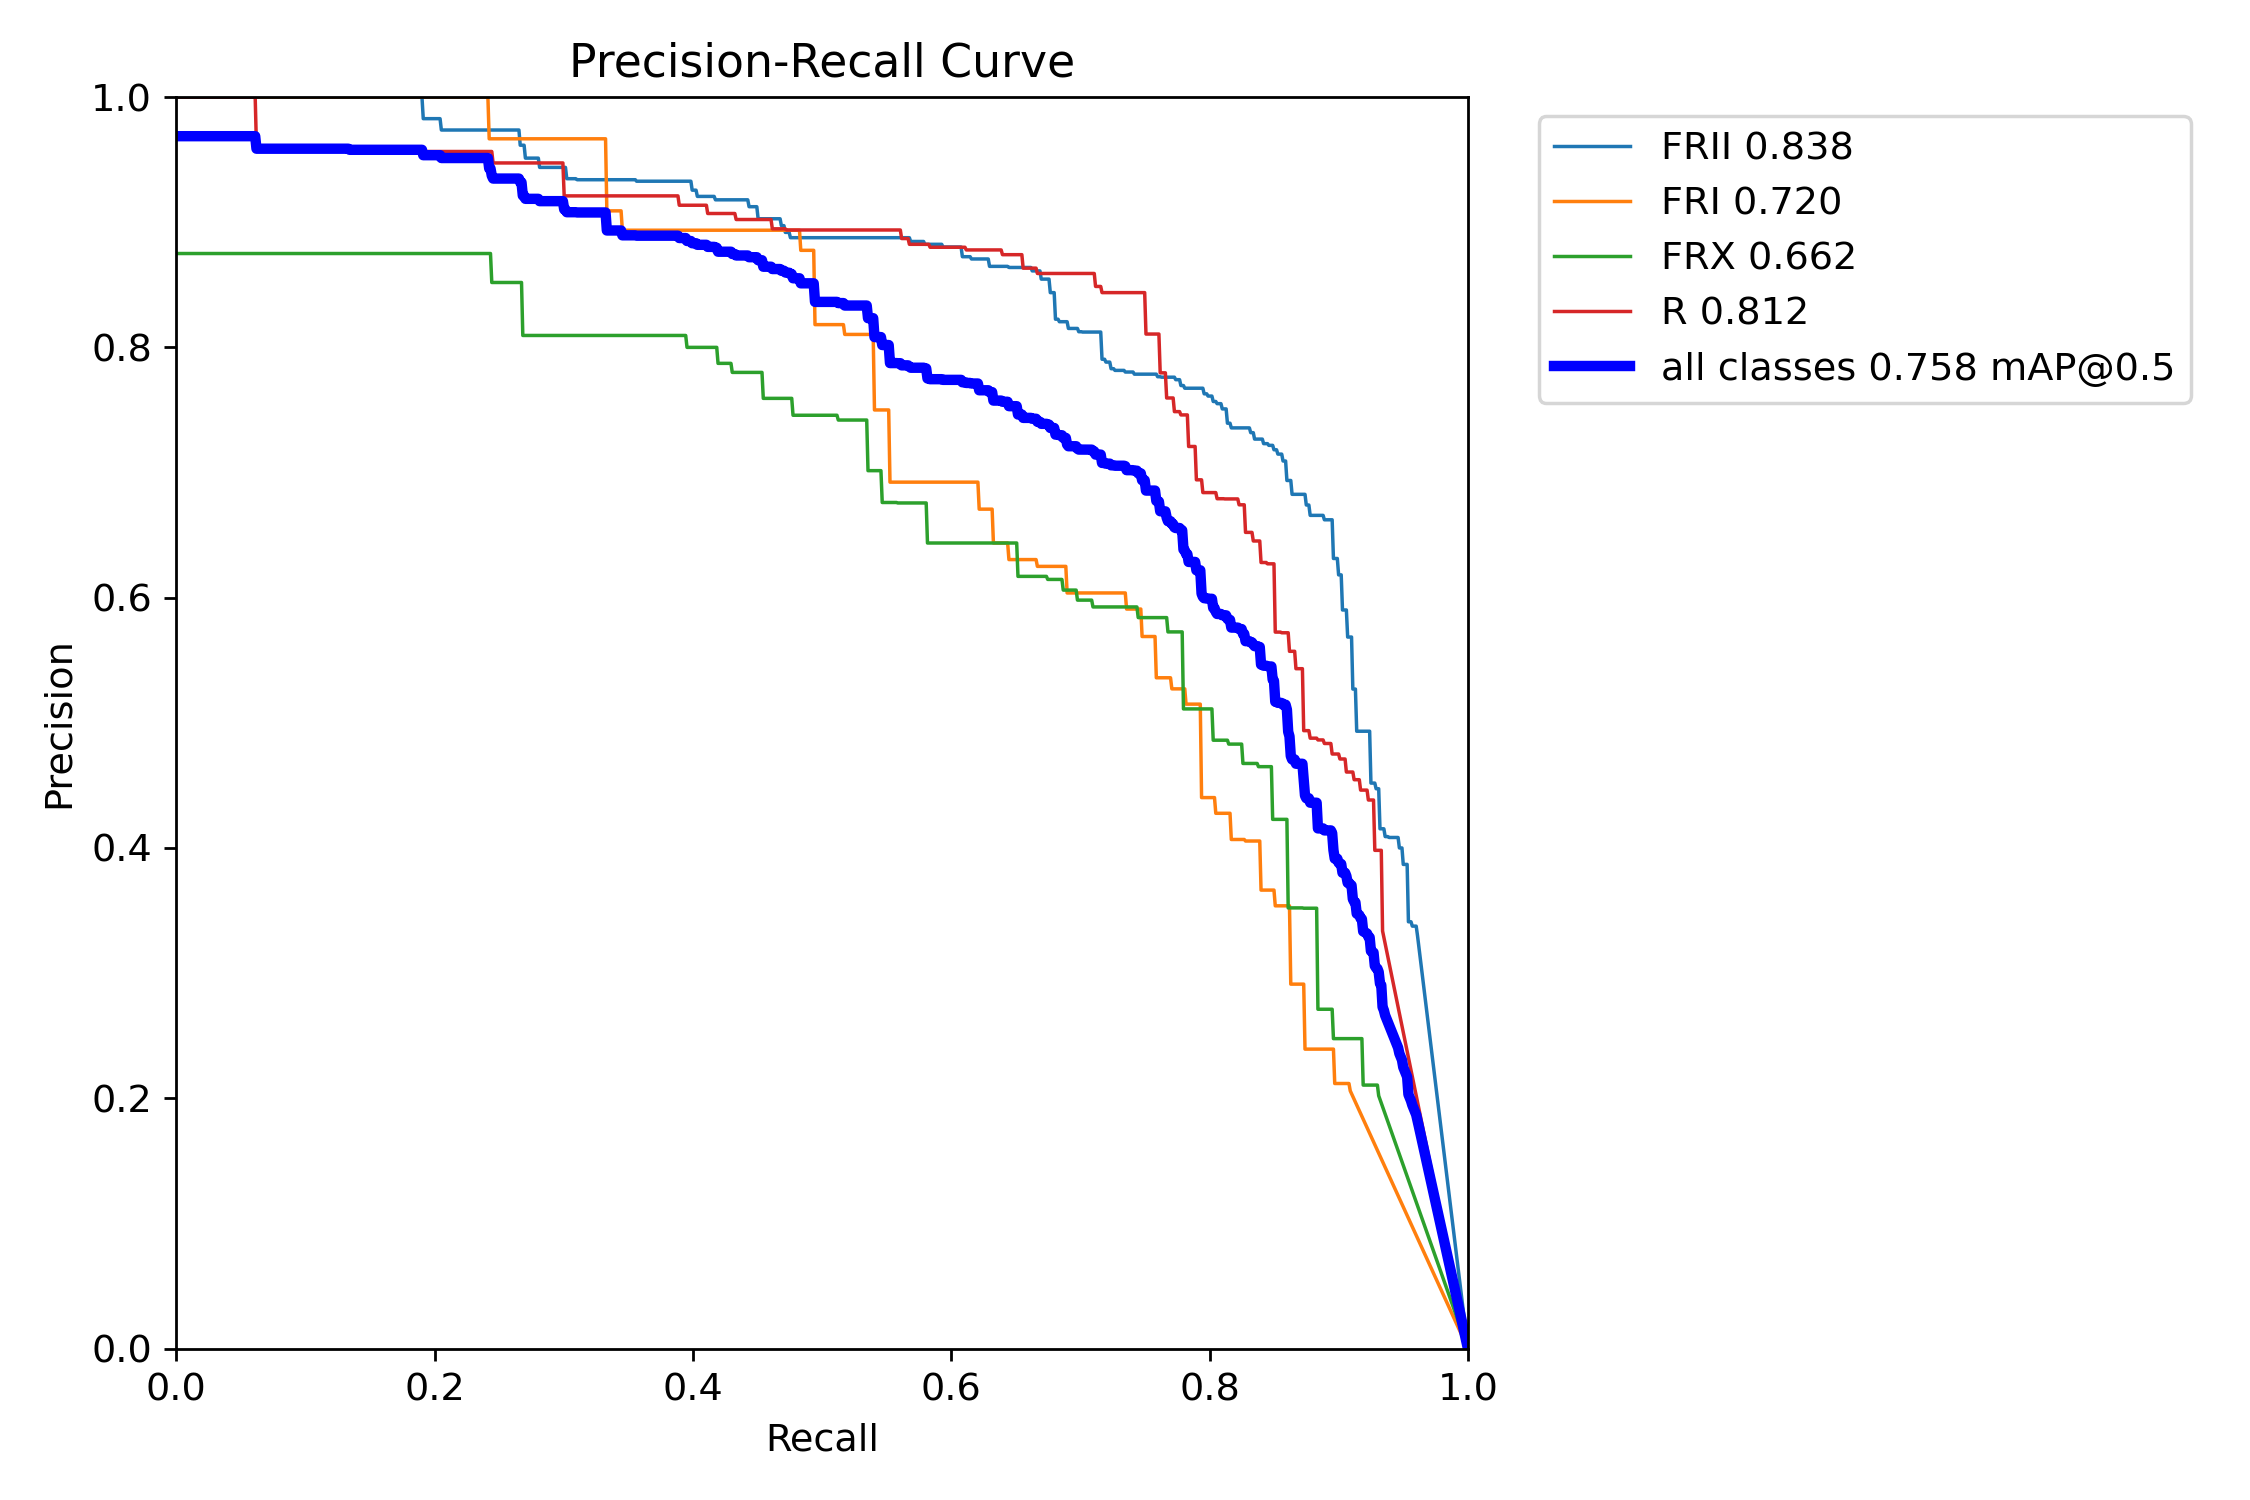 Precision-Recall Curve
1.0
0.8
0.6
0.4
0.2
0.0
Precision
0.0 0.2 0.4 0.6 0.8 1.0
Recall
FRII 0.838
FRI 0.720
FRX 0.662
R 0.812
all classes 0.758 mAP@0.5